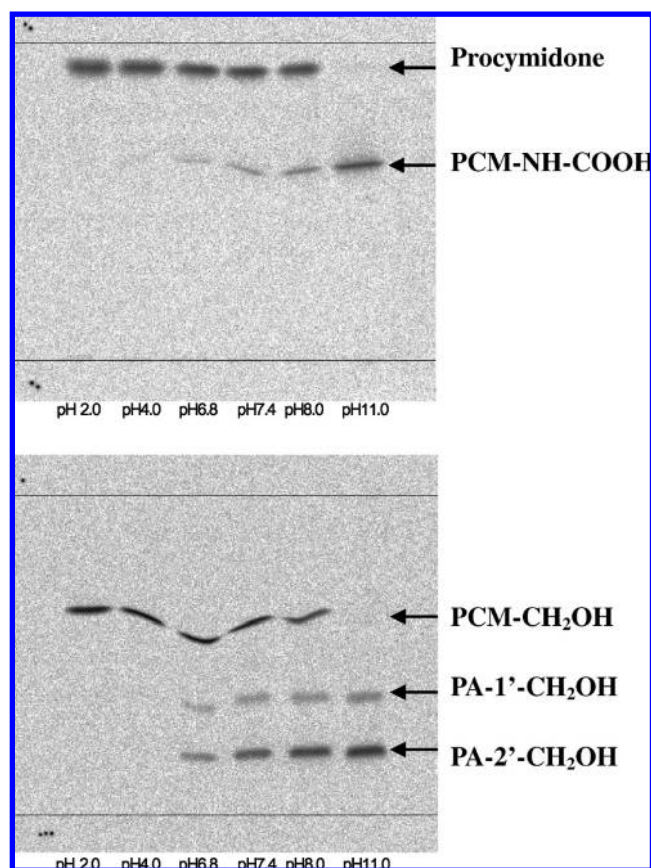 Procymidone
PCM-NH-COOH
pH 2.0 pH4.0 pH6.8 pH7.4 pH8.0 pH11.0
PCM-CH₂OH
PA-1’-CH₂OH
PA-2’-CH₂OH
pH 2.0 pH4.0 pH6.8 pH7.4 pH8.0 pH11.0